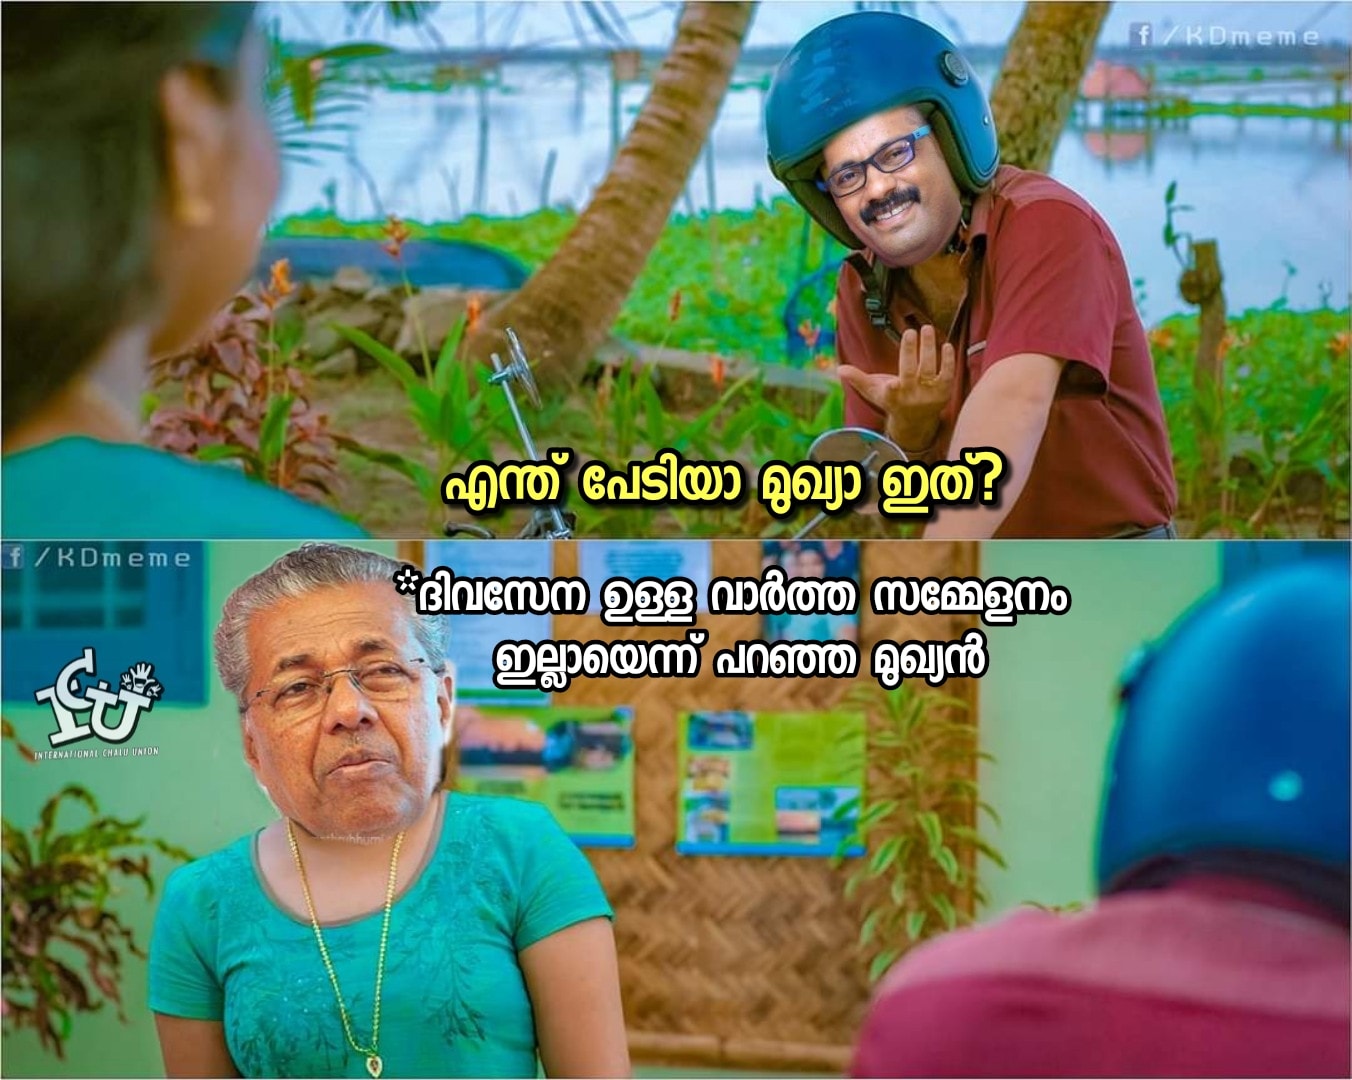 f/KDmeme
എന്ത് പേടിയാ മുഖ്യാ ഇത്?
f/KDmeme
*ദിവസേന ഉള്ള വാർത്ത സമ്മേളനം
ഇല്ലായെന്ന് പറഞ്ഞ മുഖ്യൻ
ICU
INTERNATIONAL CHALU UNION